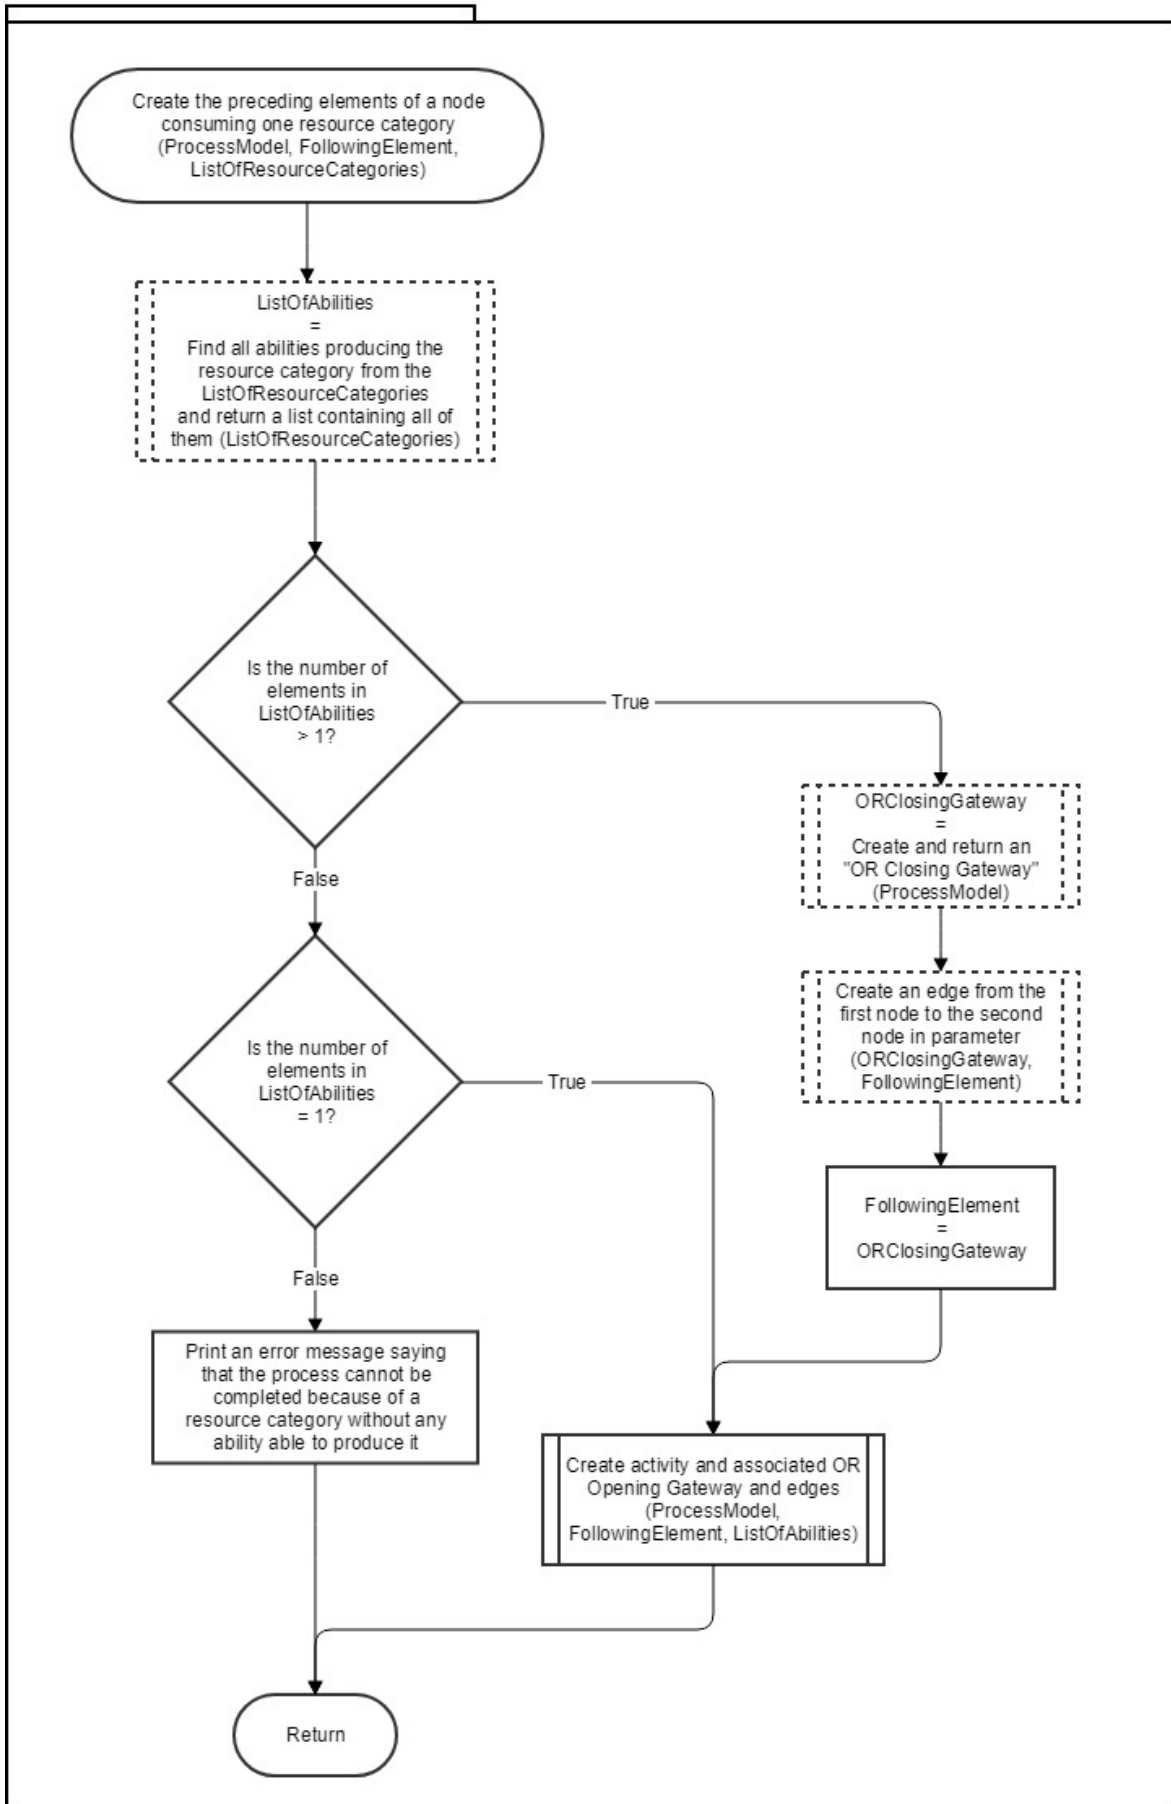 Create the preceding elements of a node
consuming one resource category
(ProcessModel, FollowingElement,
ListOfResourceCategories)
ListOfAbilities
=
Find all abilities producing the
resource category from the
ListOfResourceCategories
and return a list containing all of
them (ListOfResourceCategories)
Is the number of
elements in
ListOfAbilities
> 1?
True
ORClosingGateway
=
Create and return an
"OR Closing Gateway"
(ProcessModel)
False
Create an edge from the
first node to the second
node in parameter
(ORClosingGateway,
FollowingElement)
Is the number of
elements in
ListOfAbilities
= 1?
True
FollowingElement
=
ORClosingGateway
False
Print an error message saying
that the process cannot be
completed because of a
resource category without any
ability able to produce it
Create activity and associated OR
Opening Gateway and edges
(ProcessModel,
FollowingElement, ListOfAbilities)
Return